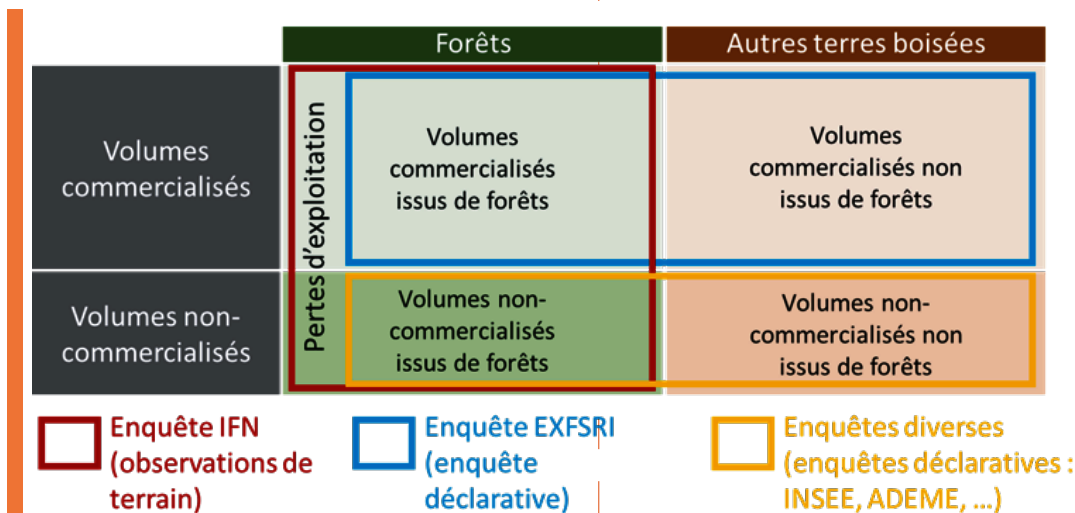 Forêts
Autres terres boisées
Volumes
commercialisés
Pertes d'exploitation
Volumes
commercialisés
issus de forêts
Volumes
commercialisés non
issus de forêts
Volumes non-
commercialisés
Volumes non-
commercialisés
issus de forêts
Volumes non-
commercialisés non
issus de forêts
Enquête IFN
(observations de
terrain)
Enquête EXFSRI
(enquête
déclarative)
Enquêtes diverses
(enquêtes déclaratives :
INSEE, ADEME, ...)